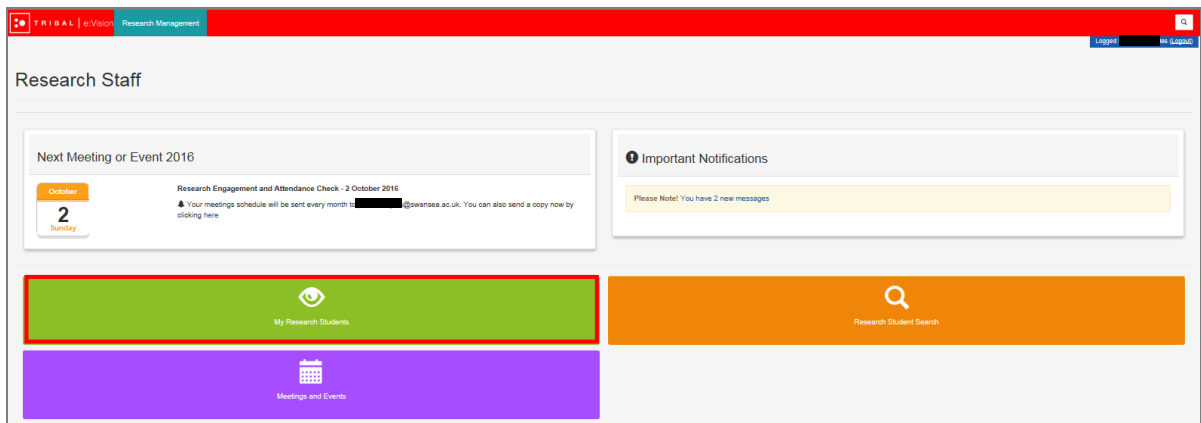 TRIBAL e:Vision Research Management
Logged es (Logout)
Research Staff
Next Meeting or Event 2016
October
2
Sunday
Research Engagement and Attendance Check - 2 October 2016
Your meetings schedule will be sent every month to @swansea.ac.uk. You can also send a copy now by
clicking here
Important Notifications
Please Note! You have 2 new messages
My Research Students
Research Student Search
Meetings and Events